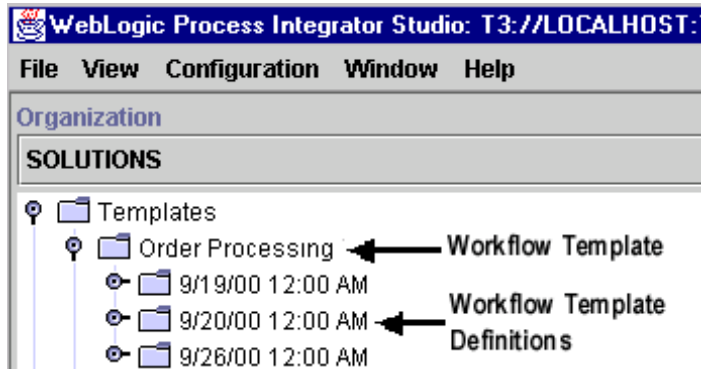 WebLogic Process Integrator Studio: T3://LOCALHOST:
File View Configuration Window Help
Organization
SOLUTIONS
Templates
Order Processing Workflow Template
9/19/00 12:00 AM
9/20/00 12:00 AM Workflow Template
Definitions
9/26/00 12:00 AM